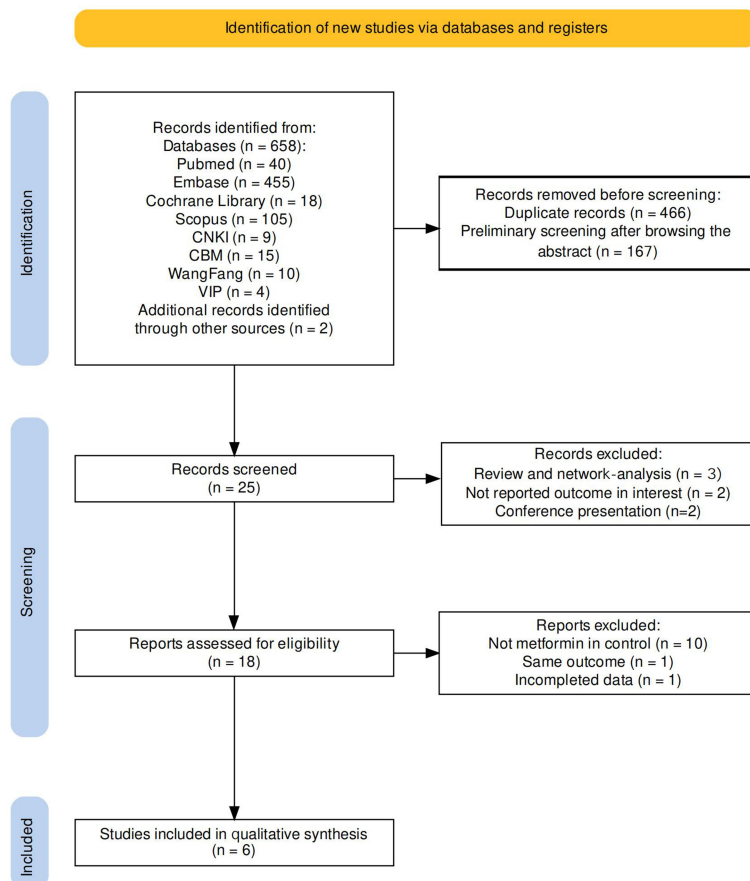 Identification of new studies via databases and registers
Identification
Records identified from:
Databases (n = 658):
Pubmed (n = 40)
Embase (n = 455)
Cochrane Library (n = 18)
Scopus (n = 105)
CNKI (n = 9)
CBM (n = 15)
WangFang (n = 10)
VIP (n = 4)
Additional records identified
through other sources (n = 2)
Records removed before screening:
Duplicate records (n = 466)
Preliminary screening after browsing the
abstract (n = 167)
Screening
Records screened
(n = 25)
Records excluded:
Review and network-analysis (n = 3)
Not reported outcome in interest (n = 2)
Conference presentation (n=2)
Reports assessed for eligibility
(n = 18)
Reports excluded:
Not metformin in control (n = 10)
Same outcome (n = 1)
Incompleted data (n = 1)
Included
Studies included in qualitative synthesis
(n = 6)